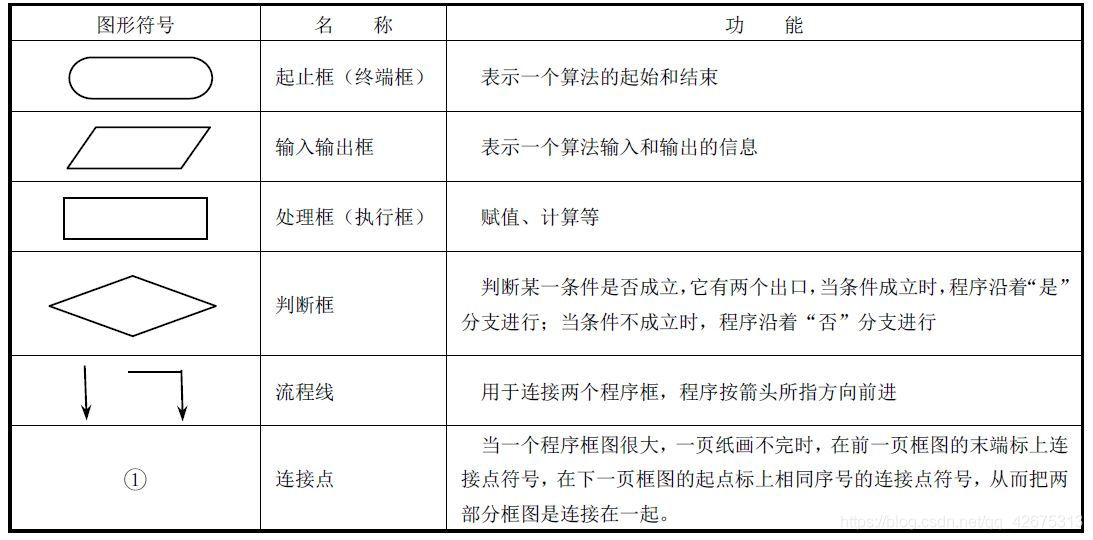 图形符号 名 称 功 能
起止框（终端框） 表示一个算法的起始和结束
输入输出框 表示一个算法输入和输出的信息
处理框（执行框） 赋值、计算等
判断框
判断某一条件是否成立，它有两个出口，当条件成立时，程序沿着“是”
分支进行；当条件不成立时，程序沿着“否”分支进行
流程线 用于连接两个程序框，程序按箭头所指方向前进
① 连接点
当一个程序框图很大，一页纸画不完时，在前一页框图的末端标上连
接点符号，在下一页框图的起点标上相同序号的连接点符号，从而把两
部分框图是连接在一起。
https://blog.csdn.net/qq_42675313